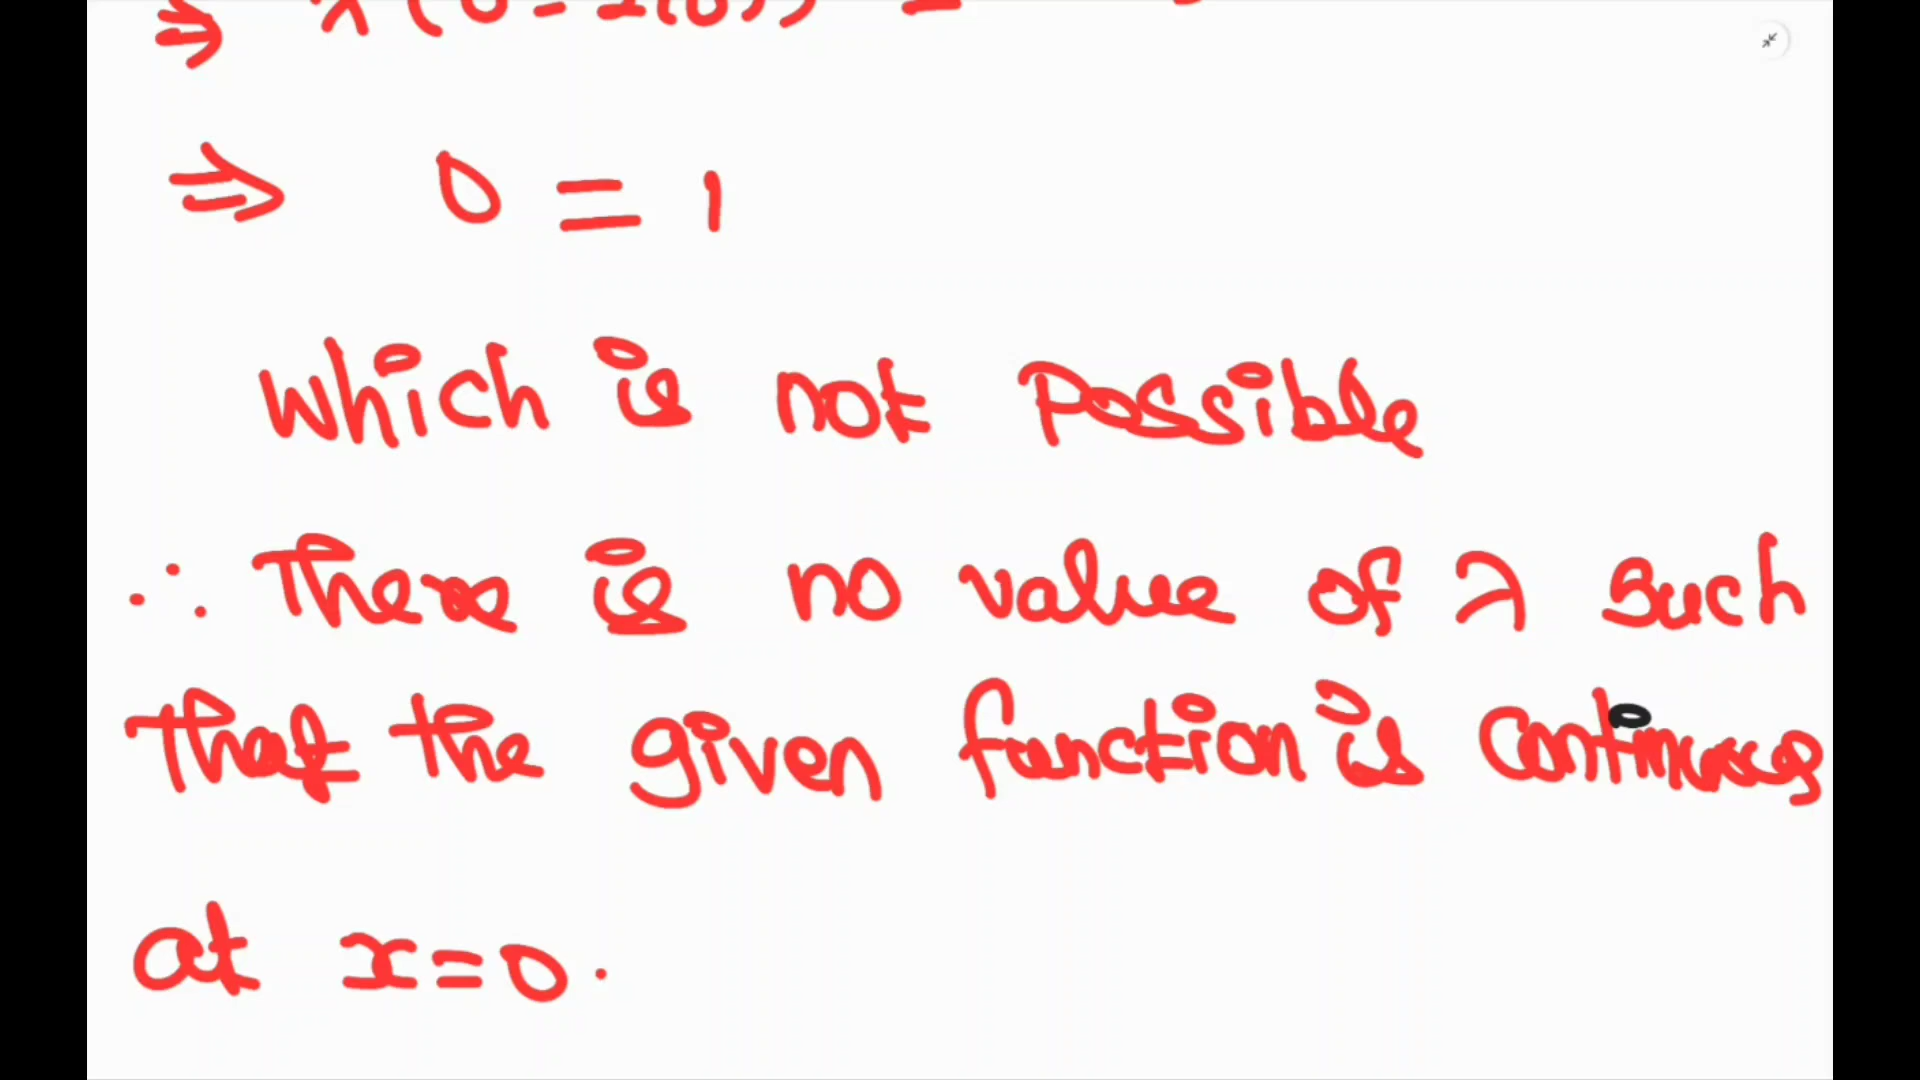 ⇒ 0 = 1
which is not possible
∴ There is no value of λ such
that the given function is continuous
at x=0.